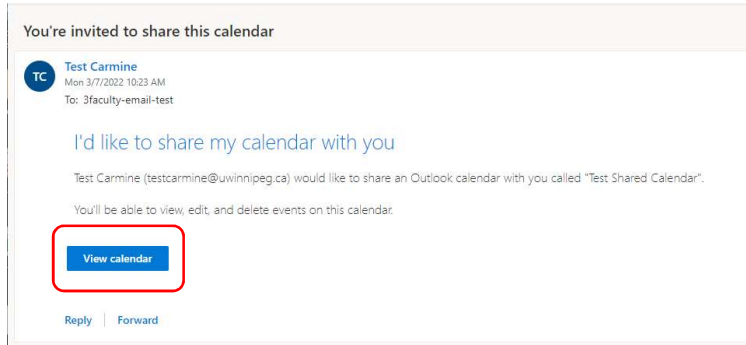 You're invited to share this calendar
TC
Test Carmine
Mon 3/7/2022 10:23 AM
To: 3faculty-email-test
I'd like to share my calendar with you
Test Carmine (testcarmine@uwinnipeg.ca) would like to share an Outlook calendar with you called "Test Shared Calendar".
You'll be able to view, edit, and delete events on this calendar.
View calendar
Reply | Forward